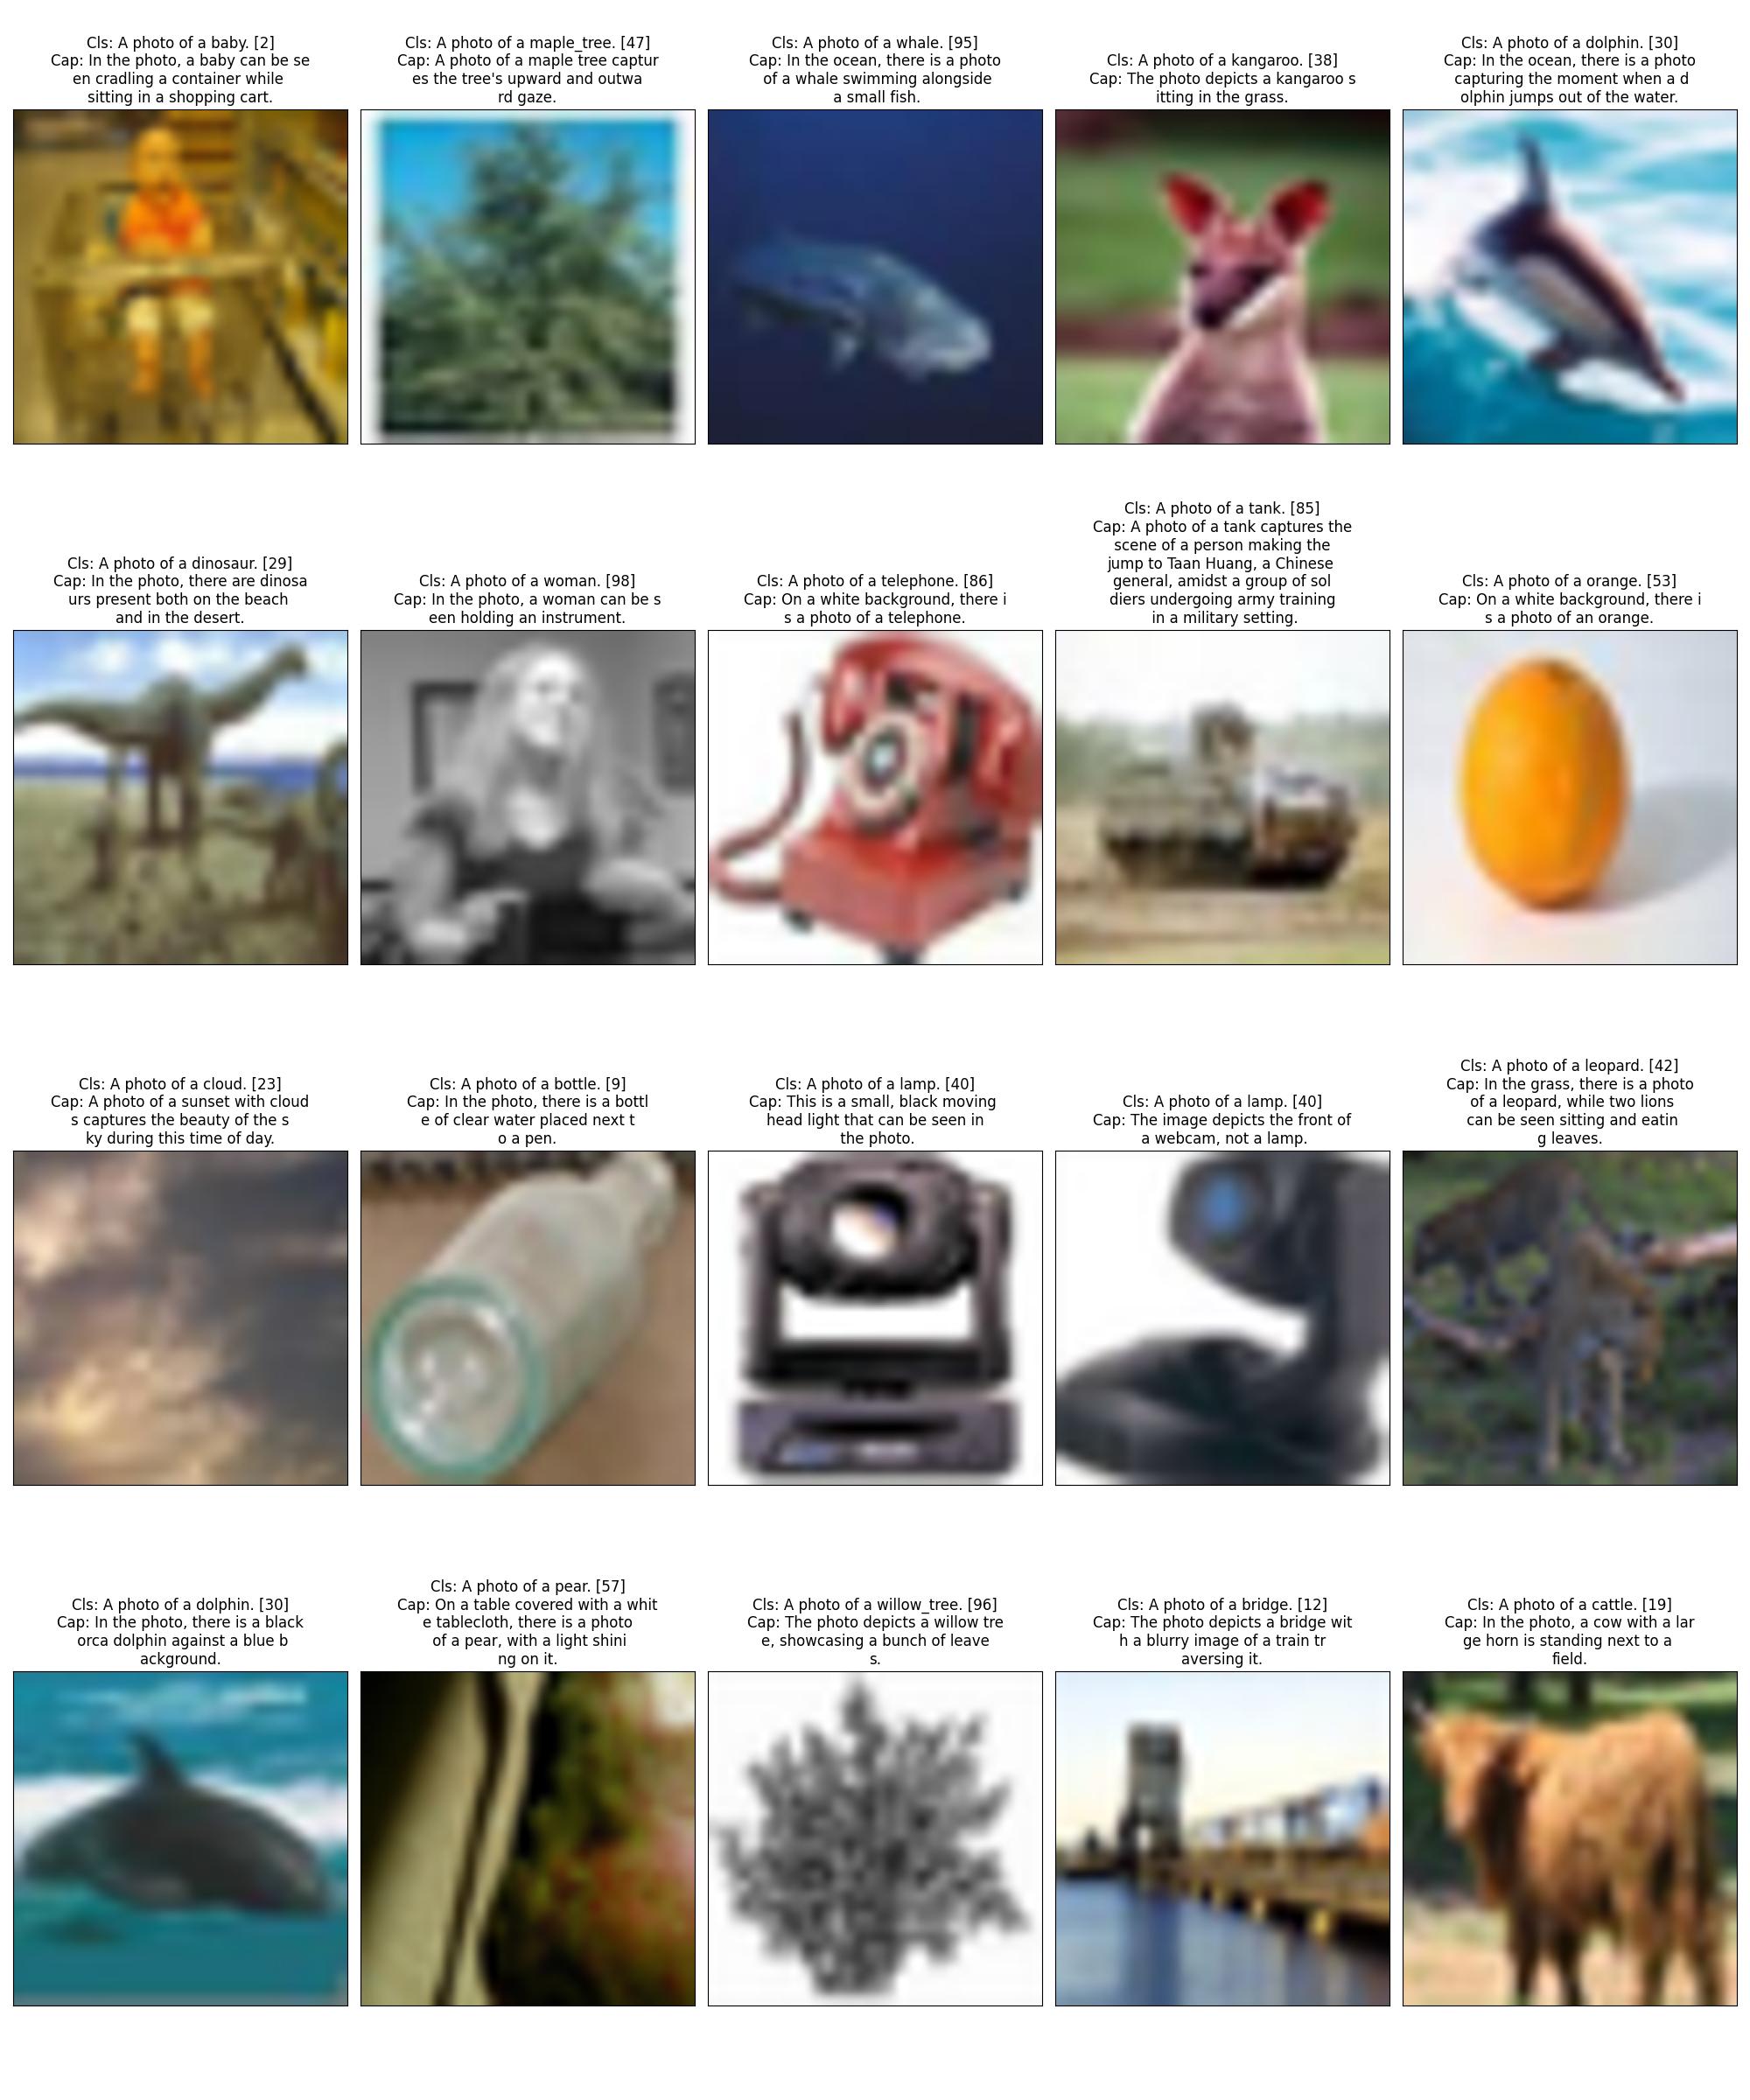 Cls: A photo of a baby. [2]
Cap: In the photo, a baby can be se
en cradling a container while
sitting in a shopping cart.
Cls: A photo of a maple_tree. [47]
Cap: A photo of a maple tree captur
es the tree's upward and outwa
rd gaze.
Cls: A photo of a whale. [95]
Cap: In the ocean, there is a photo
of a whale swimming alongside
a small fish.
Cls: A photo of a kangaroo. [38]
Cap: The photo depicts a kangaroo s
itting in the grass.
Cls: A photo of a dolphin. [30]
Cap: In the ocean, there is a photo
capturing the moment when a d
olphin jumps out of the water.
Cls: A photo of a dinosaur. [29]
Cap: In the photo, there are dinosa
urs present both on the beach
and in the desert.
Cls: A photo of a woman. [98]
Cap: In the photo, a woman can be s
een holding an instrument.
Cls: A photo of a telephone. [86]
Cap: On a white background, there i
s a photo of a telephone.
Cls: A photo of a tank. [85]
Cap: A photo of a tank captures the
scene of a person making the
jump to Taan Huang, a Chinese
general, amidst a group of sol
diers undergoing army training
in a military setting.
Cls: A photo of a orange. [53]
Cap: On a white background, there i
s a photo of an orange.
Cls: A photo of a cloud. [23]
Cap: A photo of a sunset with cloud
s captures the beauty of the s
ky during this time of day.
Cls: A photo of a bottle. [9]
Cap: In the photo, there is a bottl
e of clear water placed next t
o a pen.
Cls: A photo of a lamp. [40]
Cap: This is a small, black moving
head light that can be seen in
the photo.
Cls: A photo of a lamp. [40]
Cap: The image depicts the front of
a webcam, not a lamp.
Cls: A photo of a leopard. [42]
Cap: In the grass, there is a photo
of a leopard, while two lions
can be seen sitting and eatin
g leaves.
Cls: A photo of a dolphin. [30]
Cap: In the photo, there is a black
orca dolphin against a blue b
ackground.
Cls: A photo of a pear. [57]
Cap: On a table covered with a whit
e tablecloth, there is a photo
of a pear, with a light shini
ng on it.
Cls: A photo of a willow_tree. [96]
Cap: The photo depicts a willow tre
e, showcasing a bunch of leave
s.
Cls: A photo of a bridge. [12]
Cap: The photo depicts a bridge wit
h a blurry image of a train tr
aversing it.
Cls: A photo of a cattle. [19]
Cap: In the photo, a cow with a lar
ge horn is standing next to a
field.